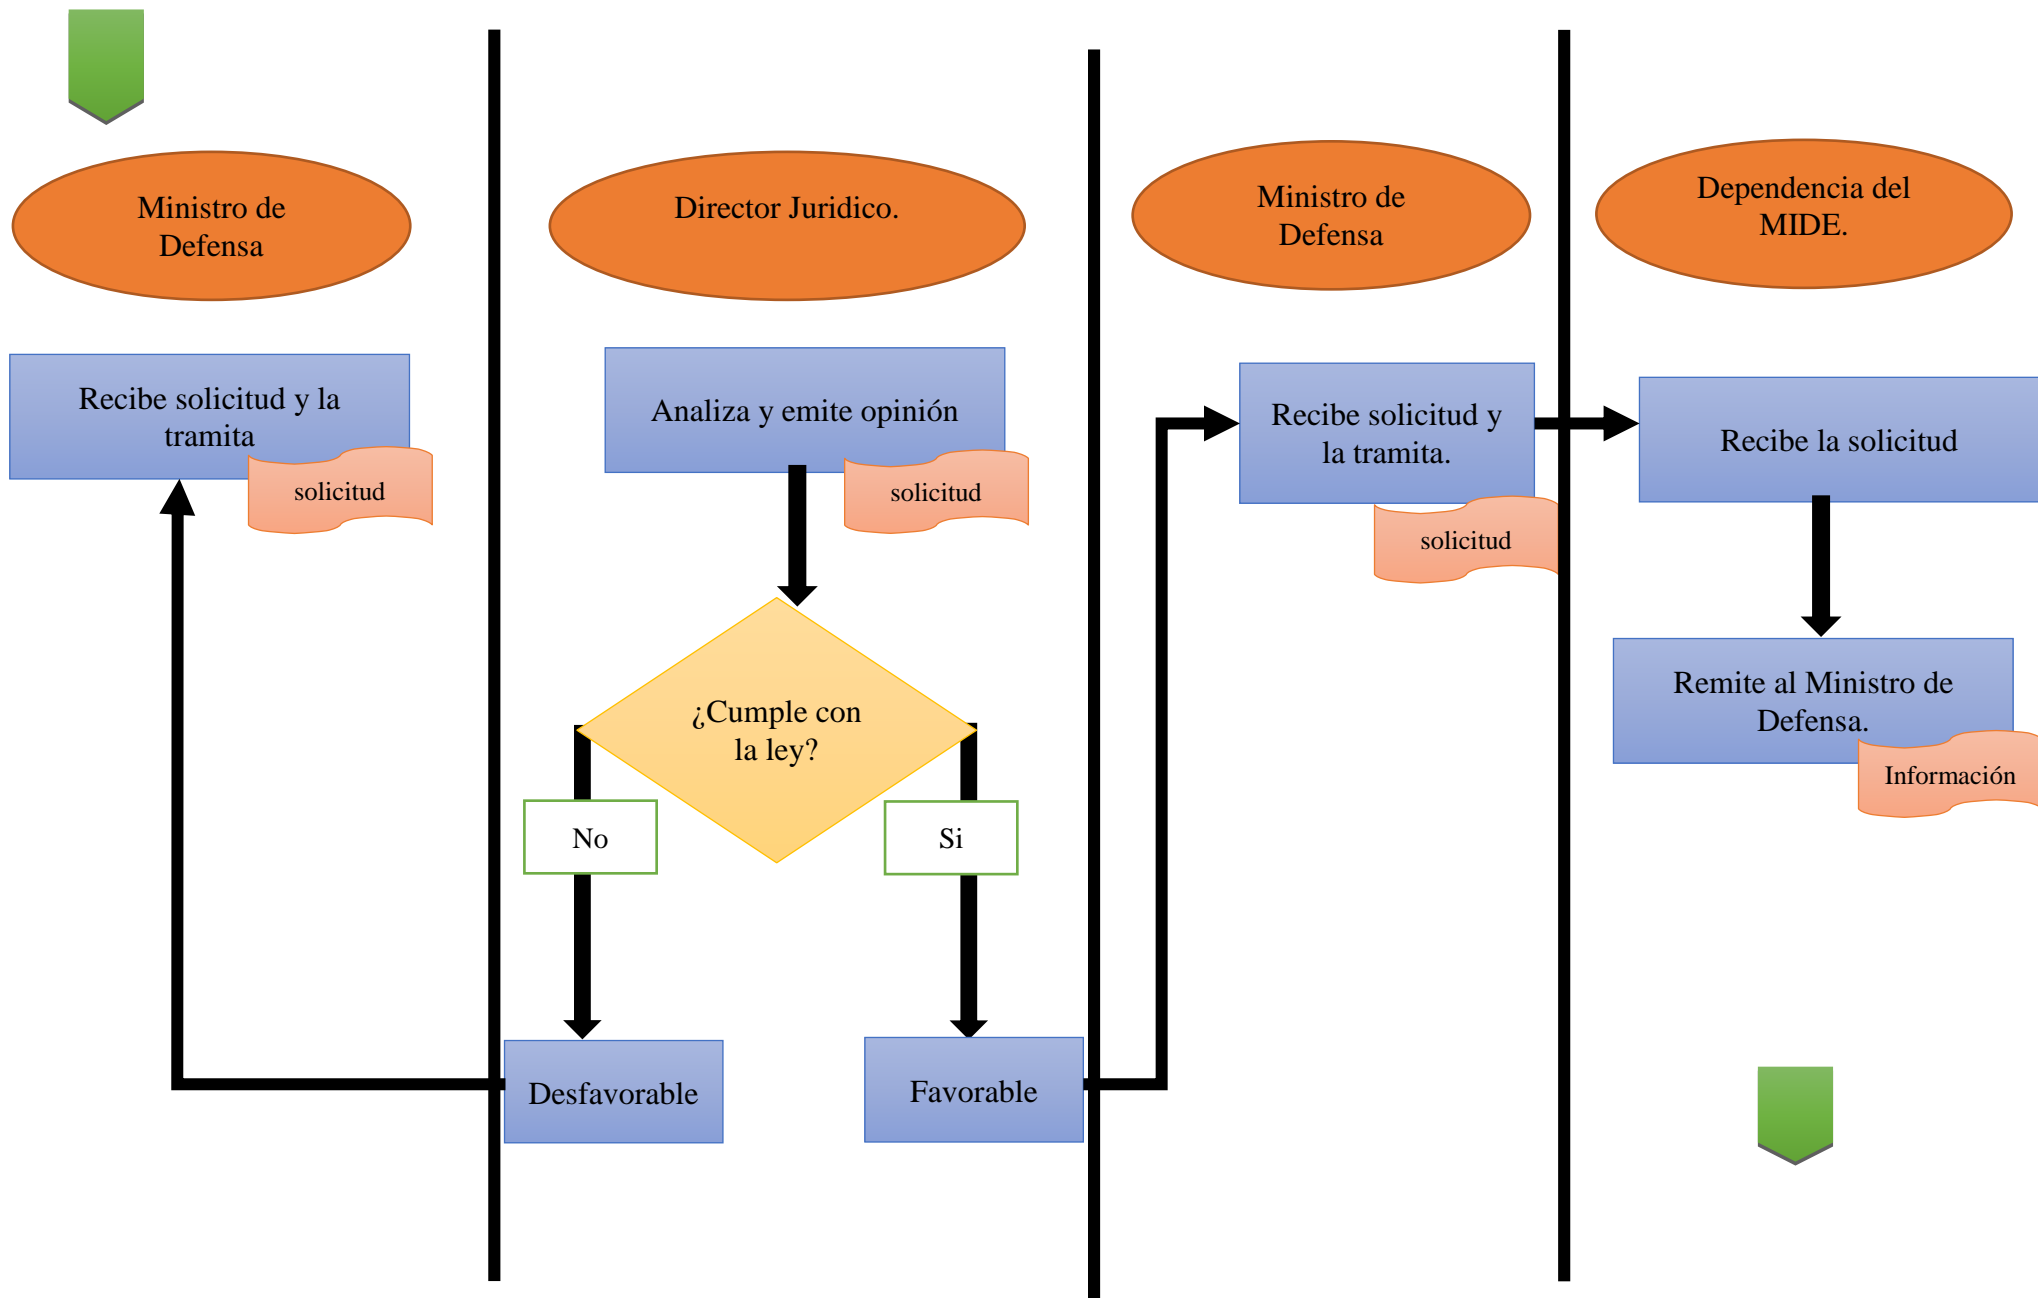 Ministro de
Defensa
Recibe solicitud y la
tramita
solicitud
Director Juridico.
Analiza y emite opinión
solicitud
¿Cumple con
la ley?
No
Si
Desfavorable
Favorable
Ministro de
Defensa
Recibe solicitud y
la tramita.
solicitud
Dependencia del
MIDE.
Recibe la solicitud
Remite al Ministro de
Defensa.
Información